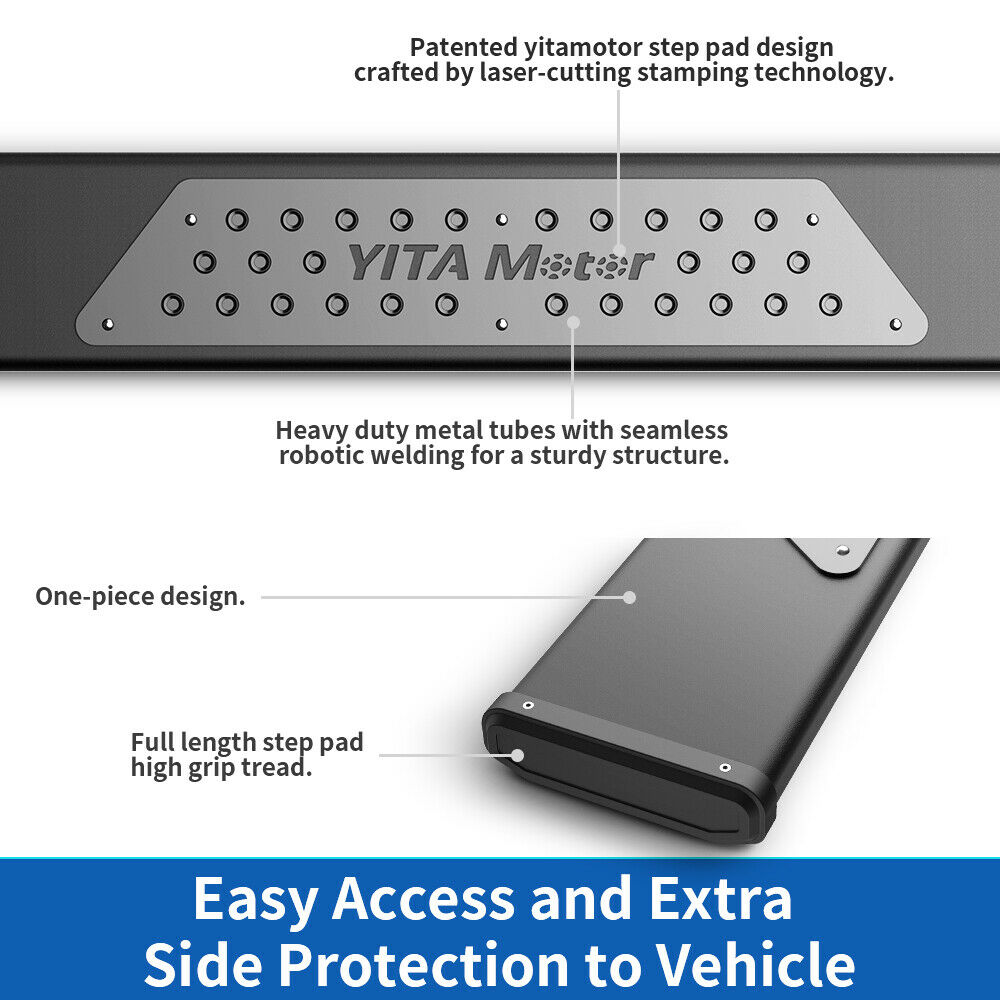 Patented yitamotor step pad design
crafted by laser-cutting stamping technology.
YITA Motor
Heavy duty metal tubes with seamless
robotic welding for a sturdy structure.
One-piece design.
Full length step pad
high grip tread.
Easy Access and Extra
Side Protection to Vehicle